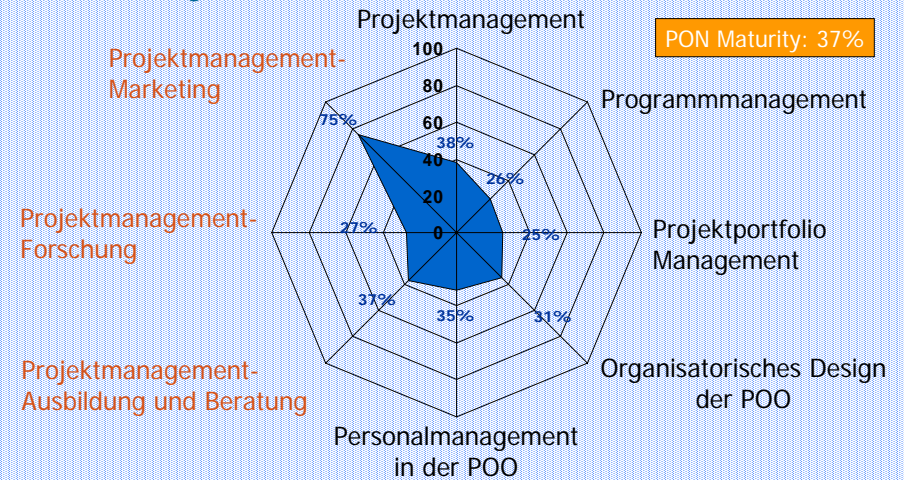 Projektmanagement
PON Maturity: 37%
Projektmanagement-
Marketing
Programmmanagement
100
80
75%
60
38%
40
26%
20
Projektmanagement-
Forschung
27%
0
25%
Projektportfolio
Management
37%
35%
31%
Projektmanagement-
Ausbildung und Beratung
Organisatorisches Design
der POO
Personalmanagement
in der POO